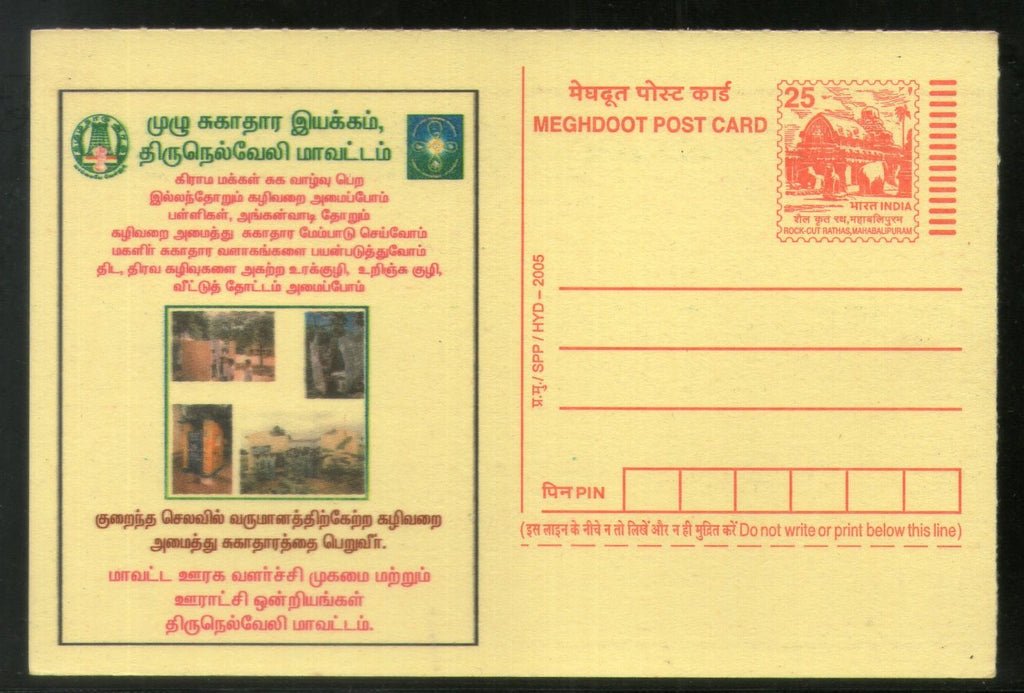 முழு சுகாதார இயக்கம்,
திருநெல்வேலி மாவட்டம்
கிராம மக்கள் சுக வாழ்வு பெற
இல்லந்தோறும் கழிவறை அமைப்போம்
பள்ளிகள், அங்கன்வாடி தோறும்
கழிவறை அமைத்து சுகாதார மேம்பாடு செய்வோம்
மகளிர் சுகாதார வளாகங்களை பயன்படுத்துவோம்
திட, திரவ கழிவுகளை அகற்ற உரக்குழி, உறிஞ்சு குழி,
வீட்டுத் தோட்டம் அமைப்போம்
குறைந்த செலவில் வருமானத்திற்கேற்ற கழிவறை
அமைத்து சுகாதாரத்தை பெறுவீர்.
மாவட்ட ஊரக வளர்ச்சி முகமை மற்றும்
ஊராட்சி ஒன்றியங்கள்
திருநெல்வேலி மாவட்டம்.
मेघदूत पोस्ट कार्ड
MEGHDOOT POST CARD
25
भारत INDIA
शैल कृत रथ, महाबलिपुरम
ROCK-CUT RATHAS, MAHABALIPURAM
प्र.मु./ SPP / HYD – 2005
पिन PIN
(इस लाइन के नीचे न तो लिखें और न ही मुद्रित करें Do not write or print below this line)